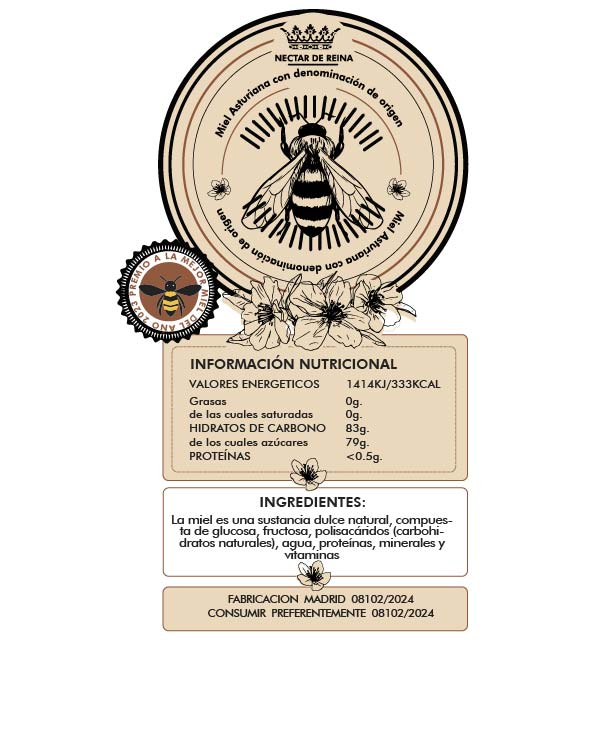 NECTAR DE REINA
Miel Asturiana con denominación de origen
Miel Asturiana con denominación de origen
PREMIO A LA MEJOR MIEL DEL AÑO 2023
INFORMACIÓN NUTRICIONAL
VALORES ENERGETICOS 1414KJ/333KCAL
Grasas 0g.
de las cuales saturadas 0g.
HIDRATOS DE CARBONO 83g.
de los cuales azúcares 79g.
PROTEÍNAS <0.5g.
INGREDIENTES:
La miel es una sustancia dulce natural, compues-
ta de glucosa, fructosa, polisacáridos (carbohi-
dratos naturales), agua, proteínas, minerales y
vitaminas
FABRICACION MADRID 08102/2024
CONSUMIR PREFERENTEMENTE 08102/2024